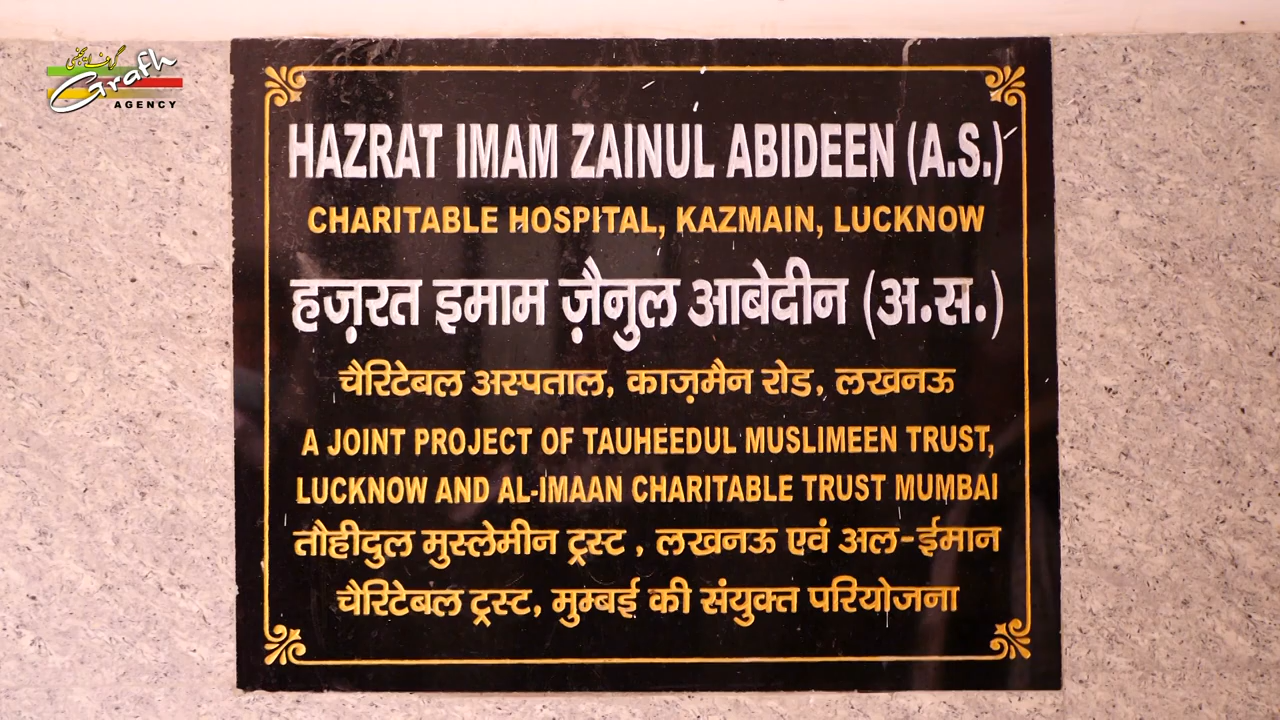 گراف ایجنسی
Grafh
AGENCY
HAZRAT IMAM ZAINUL ABIDEEN (A.S.)
CHARITABLE HOSPITAL, KAZMAIN, LUCKNOW
हज़रत इमाम ज़ैनुल आबेदीन (अ.स.)
चैरिटेबल अस्पताल, काज़मैन रोड, लखनऊ
A JOINT PROJECT OF TAUHEEDUL MUSLIMEEN TRUST,
LUCKNOW AND AL-IMAAN CHARITABLE TRUST MUMBAI
तौहीदुल मुस्लेमीन ट्रस्ट , लखनऊ एवं अल-ईमान
चैरिटेबल ट्रस्ट, मुम्बई की संयुक्त परियोजना